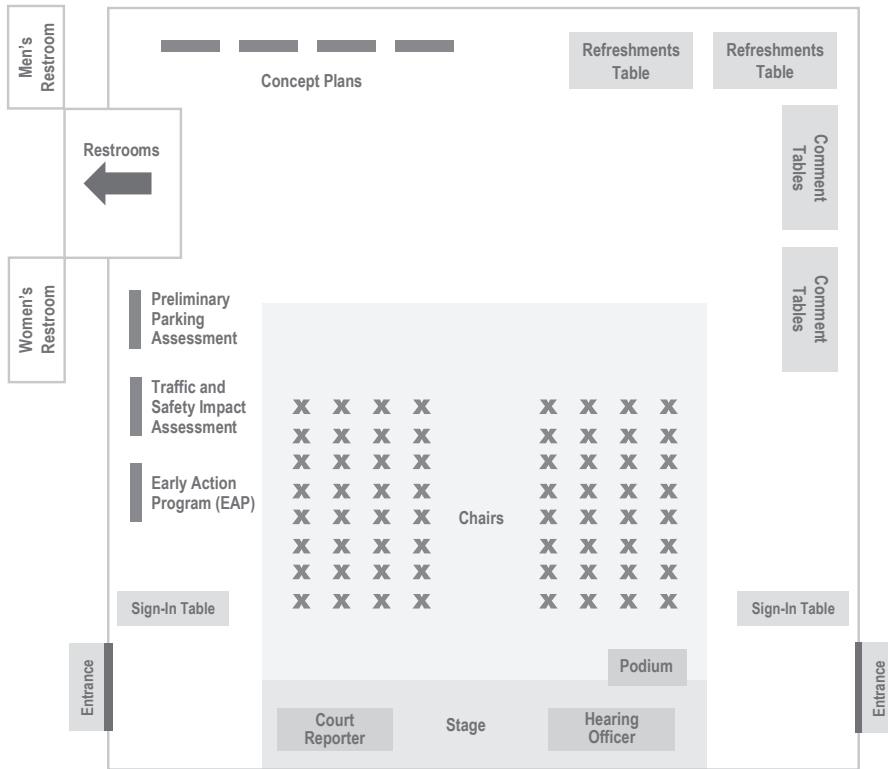 Men's
Restroom
Concept Plans
Refreshments
Table
Refreshments
Table
Restrooms
Comment
Tables
Women's
Restroom
Preliminary
Parking
Assessment
Comment
Tables
Traffic and
Safety Impact
Assessment
X X X X X X X X
X X X X X X X X
X X X X X X X X
Early Action
Program (EAP)
X X X X X X X X
Chairs
X X X X X X X X
X X X X X X X X
X X X X X X X X
X X X X X X X X
Sign-In Table
Sign-In Table
Entrance
Podium
Entrance
Court
Reporter
Stage
Hearing
Officer